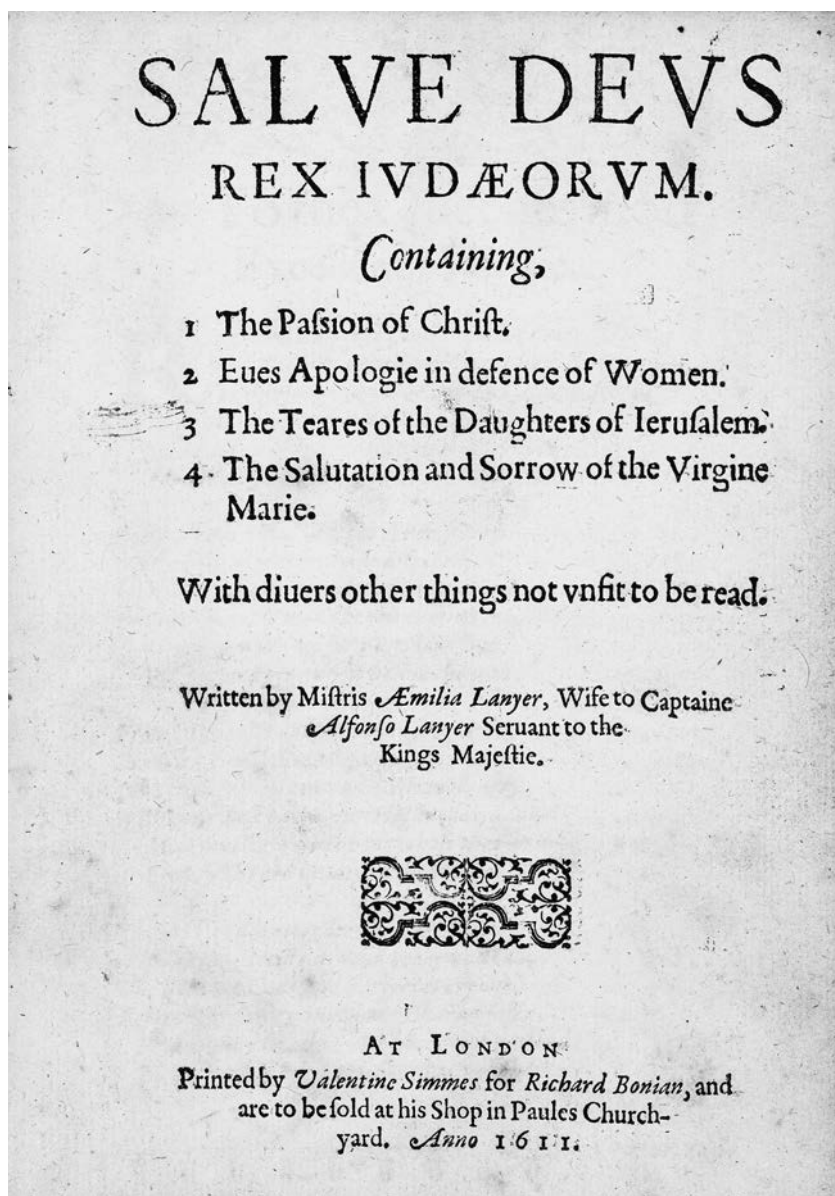 SALVE DEVS
REX IVDÆORVM.
Containing,
1 The Paſsion of Chriſt.
2 Eues Apologie in defence of Women.
3 The Teares of the Daughters of Ieruſalem.
4 The Salutation and Sorrow of the Virgine
Marie.
With diuers other things not vnfit to be read.
Written by Miſtris Æmilia Lanyer, Wife to Captaine
Alfonſo Lanyer Seruant to the
Kings Majeſtie.
AT LONDON
Printed by Valentine Simmes for Richard Bonian, and
are to be ſold at his Shop in Paules Church-
yard. Anno 1611.